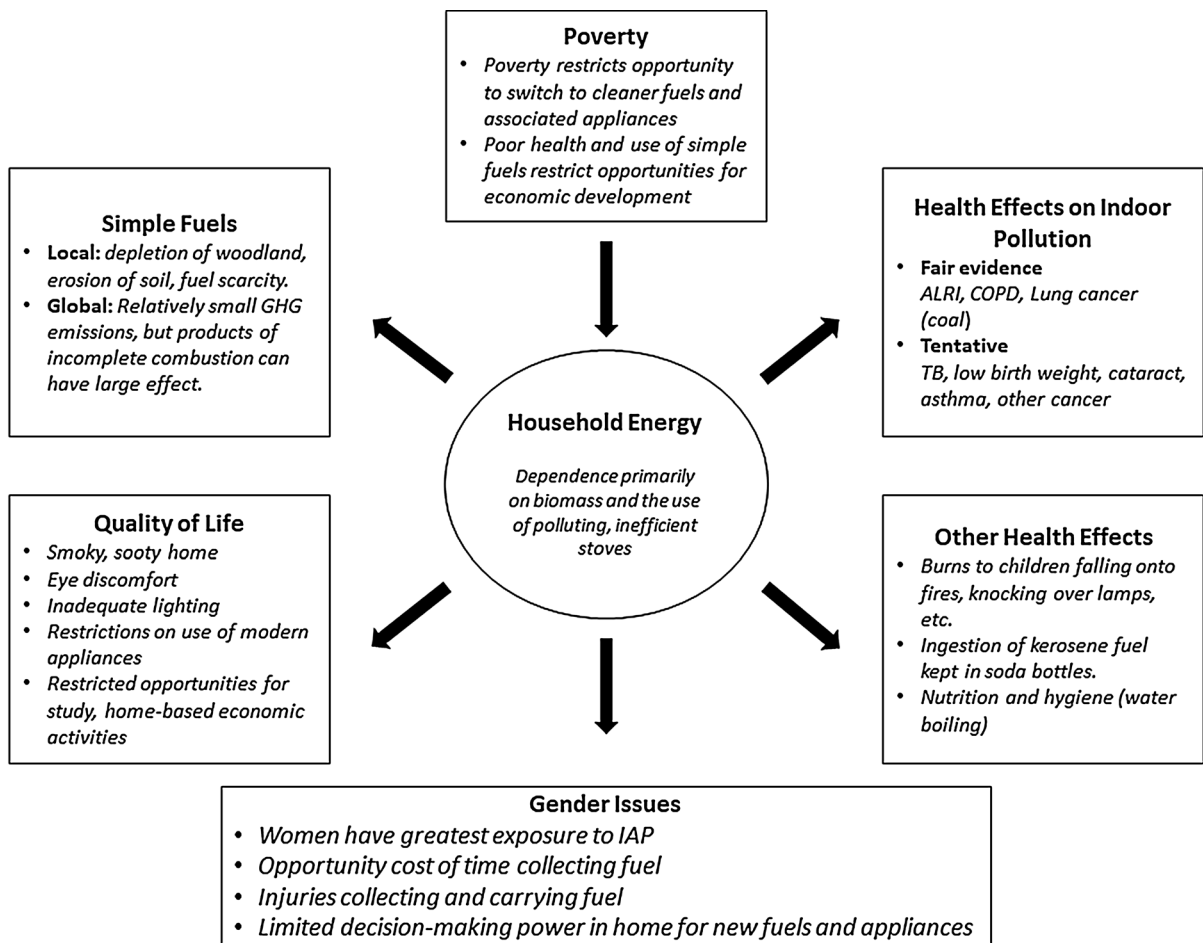 Poverty
• Poverty restricts opportunity
to switch to cleaner fuels and
associated appliances
• Poor health and use of simple
fuels restrict opportunities for
economic development
Simple Fuels
• Local: depletion of woodland,
erosion of soil, fuel scarcity.
• Global: Relatively small GHG
emissions, but products of
incomplete combustion can
have large effect.
Health Effects on Indoor
Pollution
• Fair evidence
ALRI, COPD, Lung cancer
(coal)
• Tentative
TB, low birth weight, cataract,
asthma, other cancer
Household Energy
Dependence primarily
on biomass and the use
of polluting, inefficient
stoves
Quality of Life
• Smoky, sooty home
• Eye discomfort
• Inadequate lighting
• Restrictions on use of modern
appliances
• Restricted opportunities for
study, home-based economic
activities
Other Health Effects
• Burns to children falling onto
fires, knocking over lamps,
etc.
• Ingestion of kerosene fuel
kept in soda bottles.
• Nutrition and hygiene (water
boiling)
Gender Issues
• Women have greatest exposure to IAP
• Opportunity cost of time collecting fuel
• Injuries collecting and carrying fuel
• Limited decision-making power in home for new fuels and appliances